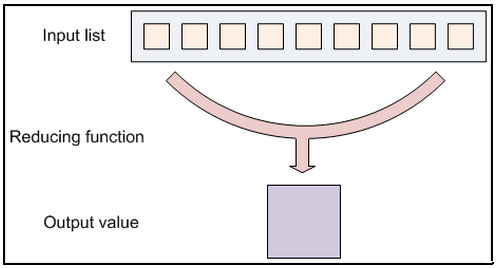 Input list
Reducing function
Output value